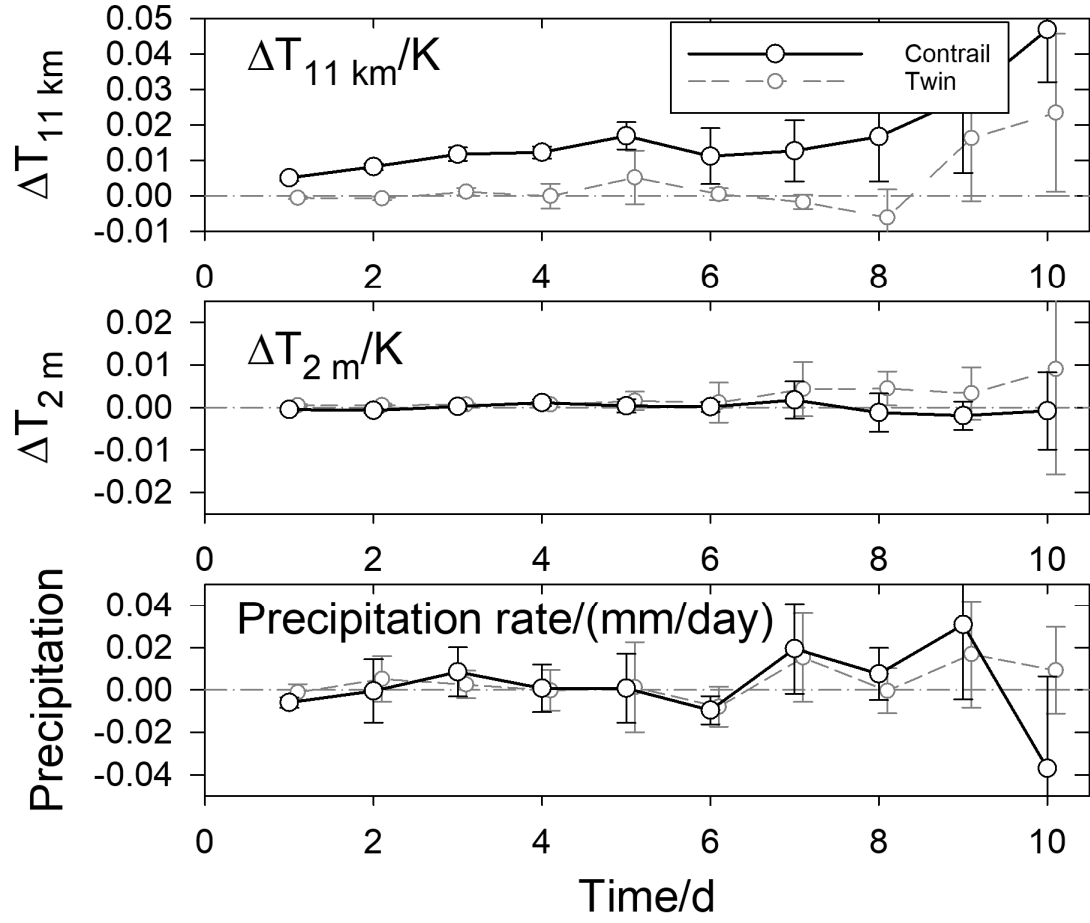 ΔT11 km
0.05
0.04
0.03
0.02
0.01
0.00
-0.01
ΔT11 km/K
Contrail
Twin
0 2 4 6 8 10
ΔT2 m
0.02
0.01
0.00
-0.01
-0.02
ΔT2 m/K
0 2 4 6 8 10
Precipitation
0.04
0.02
0.00
-0.02
-0.04
Precipitation rate/(mm/day)
0 2 4 6 8 10
Time/d